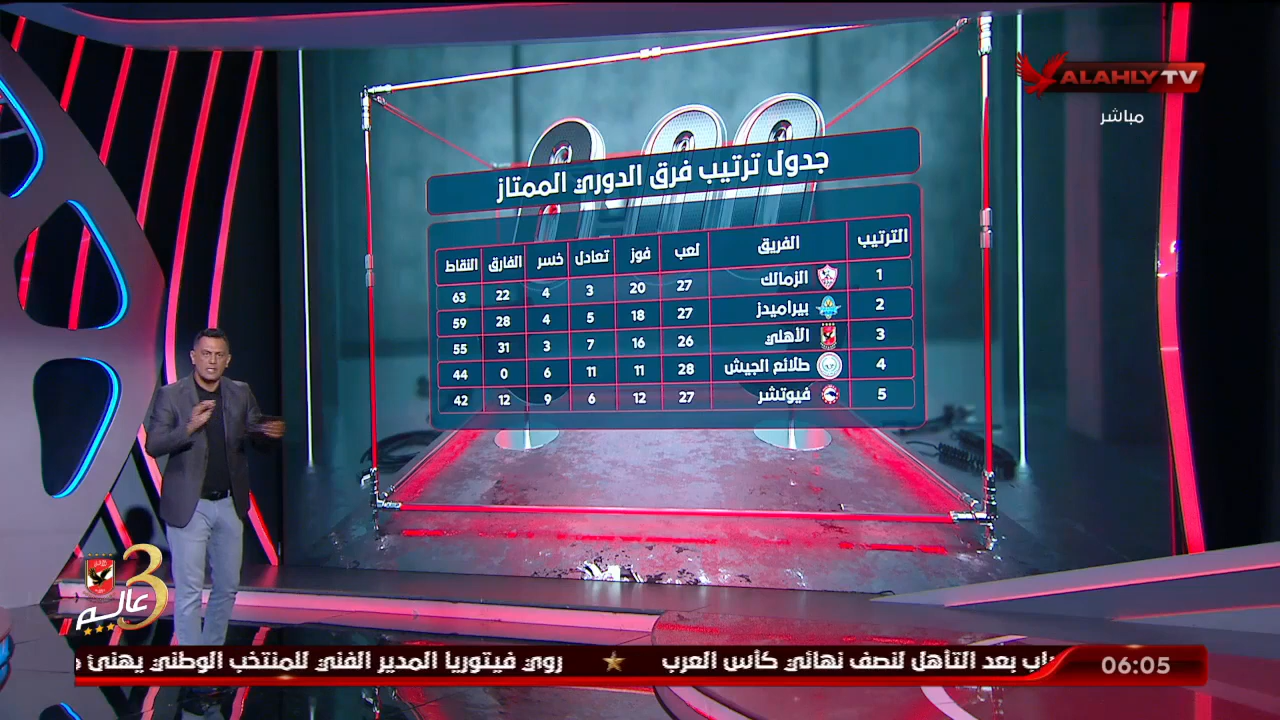 ALAHLY TV
مباشر
جدول ترتيب فرق الدوري الممتاز
الترتيب الفريق لعب فوز تعادل خسر الفارق النقاط
1 الزمالك 27 20 3 4 22 63
2 بيراميدز 27 18 5 4 28 59
3 الأهلي 26 16 7 3 31 55
4 طلائع الجيش 28 11 11 6 0 44
5 فيوتشر 27 12 6 9 12 42
3 عالم
06:05 باب بعد التأهل لنصف نهائي كأس العرب ★ روي فيتوريا المدير الفني للمنتخب الوطني يهنئ